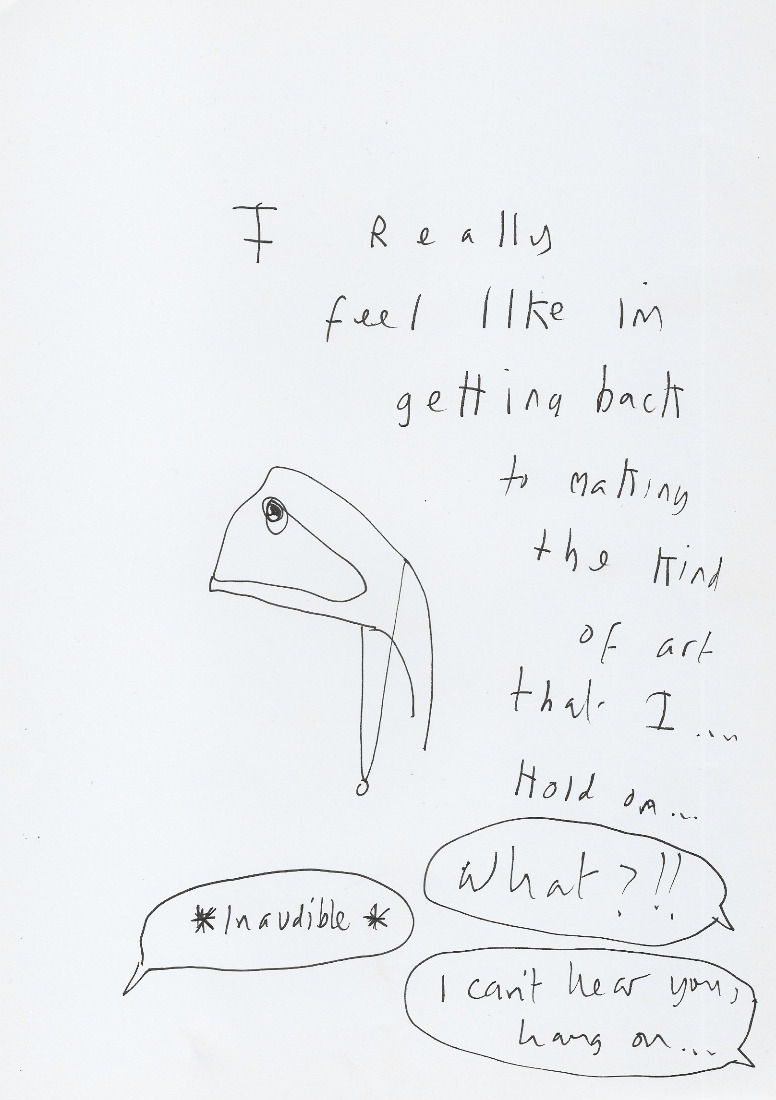 I Really
feel like im
getting back
to making
the kind
of art
that I...
Hold on...
What?!!
*Inaudible*
I can't hear you,
hang on...